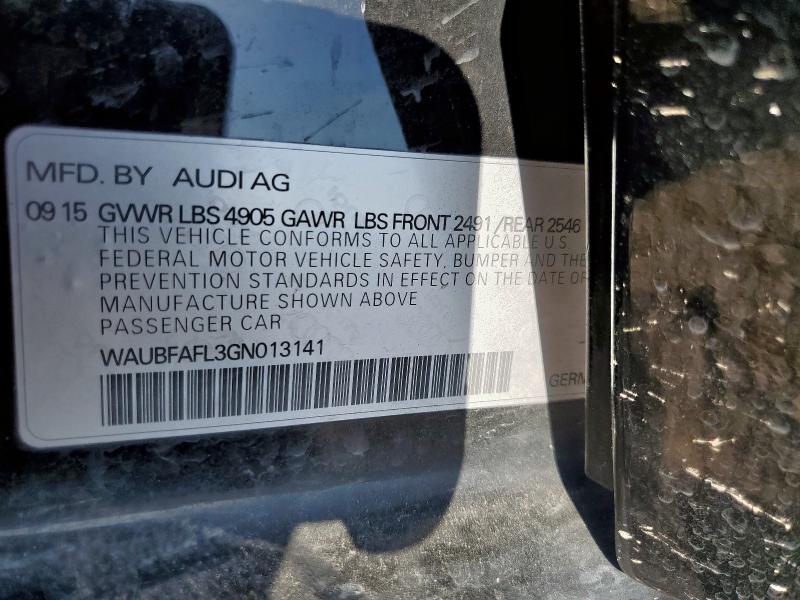 MFD. BY AUDI AG
09 15 GVWR LBS 4905 GAWR LBS FRONT 2491 /REAR 2546
THIS VEHICLE CONFORMS TO ALL APPLICABLE U.S.
FEDERAL MOTOR VEHICLE SAFETY, BUMPER AND THE
PREVENTION STANDARDS IN EFFECT ON THE DATE OF
MANUFACTURE SHOWN ABOVE
PASSENGER CAR
WAUBFAFL3GN013141
GERM